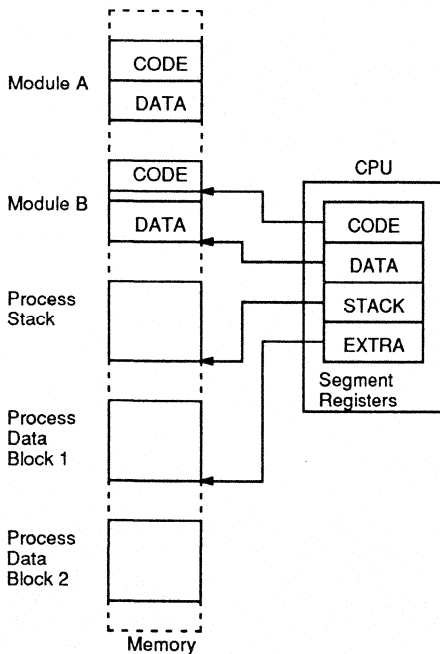 Module A
CODE
DATA
Module B
CODE
DATA
Process
Stack
Process
Data
Block 1
Process
Data
Block 2
Memory
CPU
CODE
DATA
STACK
EXTRA
Segment
Registers